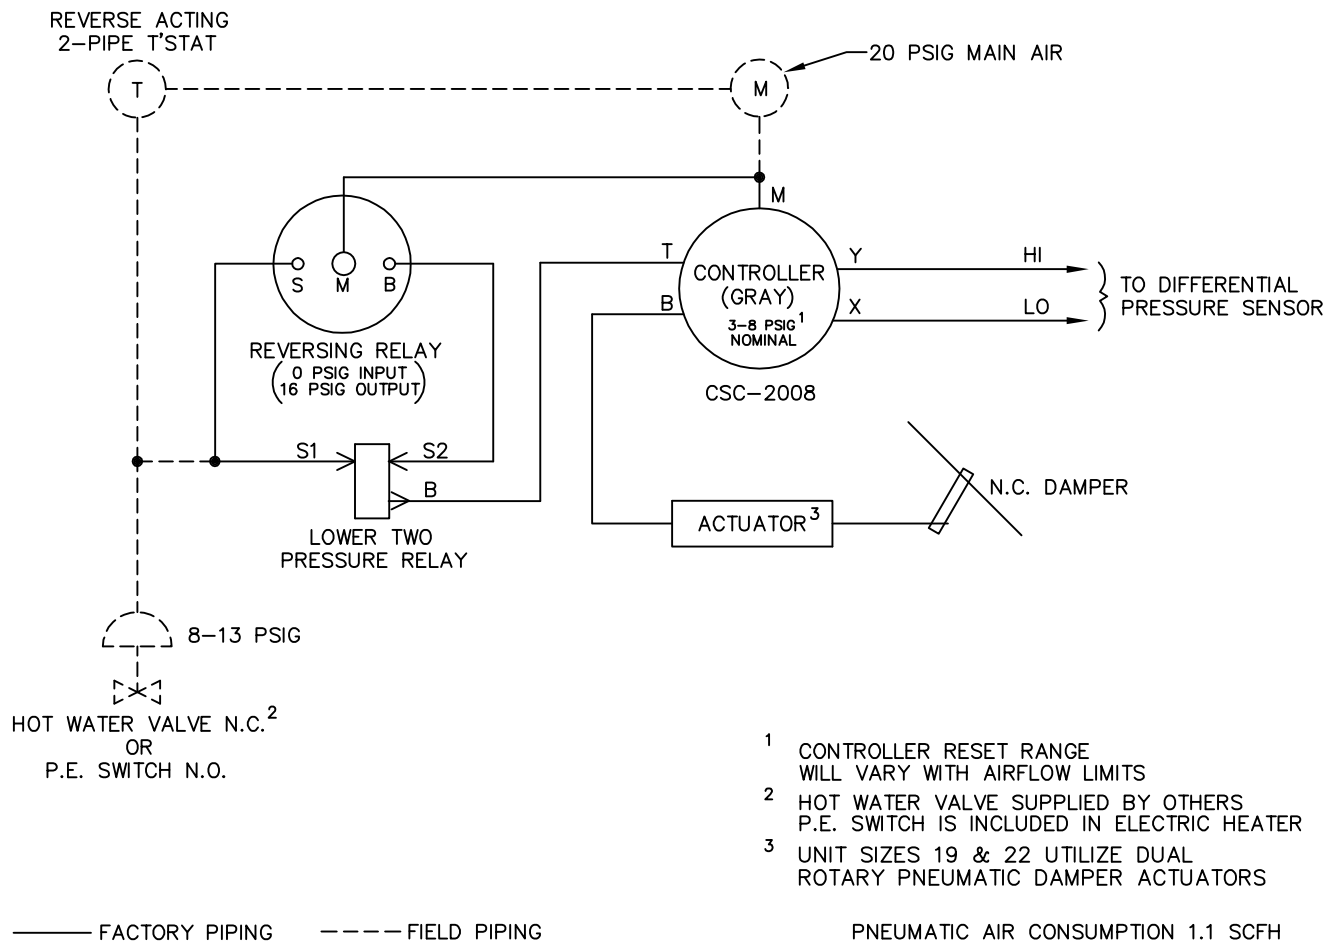 REVERSE ACTING
2-PIPE T'STAT
T
M
20 PSIG MAIN AIR
M
S
M
B
REVERSING RELAY
(0 PSIG INPUT
16 PSIG OUTPUT)
T
B
CONTROLLER
(GRAY)
3-8 PSIG¹
NOMINAL
CSC-2008
Y
HI
X
LO
TO DIFFERENTIAL
PRESSURE SENSOR
S1
S2
B
LOWER TWO
PRESSURE RELAY
ACTUATOR³
N.C. DAMPER
8-13 PSIG
HOT WATER VALVE N.C.²
OR
P.E. SWITCH N.O.
¹ CONTROLLER RESET RANGE
WILL VARY WITH AIRFLOW LIMITS
² HOT WATER VALVE SUPPLIED BY OTHERS
P.E. SWITCH IS INCLUDED IN ELECTRIC HEATER
³ UNIT SIZES 19 & 22 UTILIZE DUAL
ROTARY PNEUMATIC DAMPER ACTUATORS
FACTORY PIPING
FIELD PIPING
PNEUMATIC AIR CONSUMPTION 1.1 SCFH